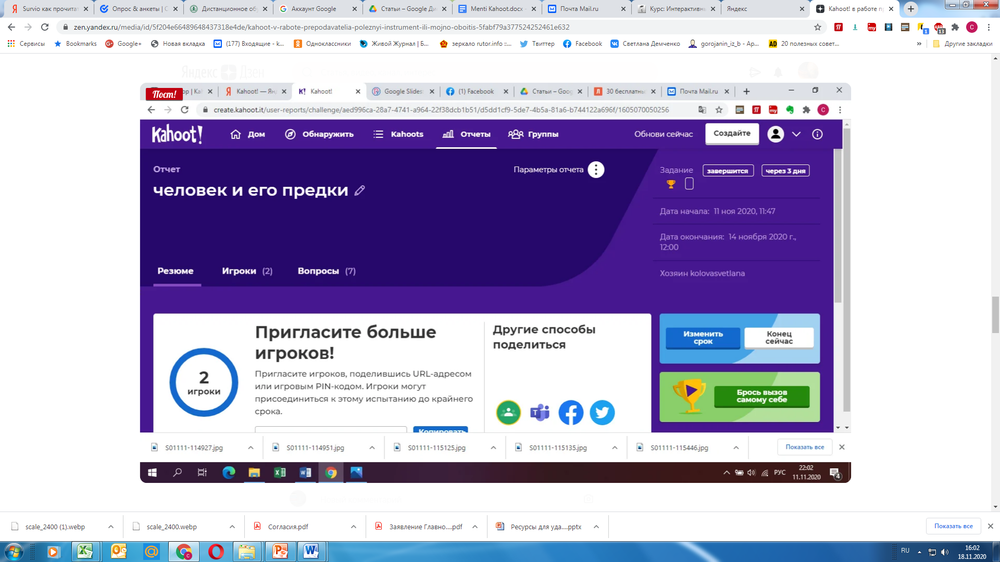 Survio как прочитат
Опрос & анкеты | С
Дистанционное об
Аккаунт Google
Статьи – Google Ди
Menti Kahoot.docx -
Почта Mail.ru
Курс: Интерактивнь
Яндекс
Kahoot! в работе пр
zen.yandex.ru/media/id/5f204e66489648437318e4de/kahoot-v-rabote-prepodavatelia-poleznyi-instrument-ili-mojno-oboitis-5fabf79a377524252461e632
Сервисы
Bookmarks
Google+
Новая вкладка
(177) Входящие - k...
Одноклассники
Живой Журнал | Б...
зеркало rutor.info ::...
Твиттер
Facebook
Светлана Демченко
gorojanin_iz_b - Ар...
20 полезных совет...
»
Другие закладки
Яндекс Дзен
Пост!
ор | Kah
Kahoot! — Янд
Kahoot!
Google Slides:
(1) Facebook
Статьи – Goog
30 бесплатны
Почта Mail.ru
create.kahoot.it/user-reports/challenge/aed996ca-28a7-4741-a964-22f38dcb1b51/d5dd1cf9-5de7-4b5a-81a6-b744122a696f/1605070050256
Kahoot!
Дом
Обнаружить
Kahoots
Отчеты
Группы
Обнови сейчас
Создайте
Отчет
Параметры отчета
человек и его предки
Задание
завершится
через 3 дня
Дата начала: 11 ноя 2020, 11:47
Дата окончания: 14 ноября 2020 г.,
12:00
Хозяин kolovasvetlana
Резюме
Игроки (2)
Вопросы (7)
2
игроки
Пригласите больше
игроков!
Пригласите игроков, поделившись URL-адресом
или игровым PIN-кодом. Игроки могут
присоединиться к этому испытанию до крайнего
срока.
Копировать
Другие способы
поделиться
Изменить
срок
Конец
сейчас
Брось вызов
самому себе
S01111-114927.jpg
S01111-114951.jpg
S01111-115125.jpg
S01111-115135.jpg
S01111-115446.jpg
Показать все
РУС
22:02
11.11.2020
4
scale_2400 (1).webp
scale_2400.webp
Согласия.pdf
Заявление Главно....pdf
Ресурсы для уда....pptx
Показать все
RU
16:02
18.11.2020